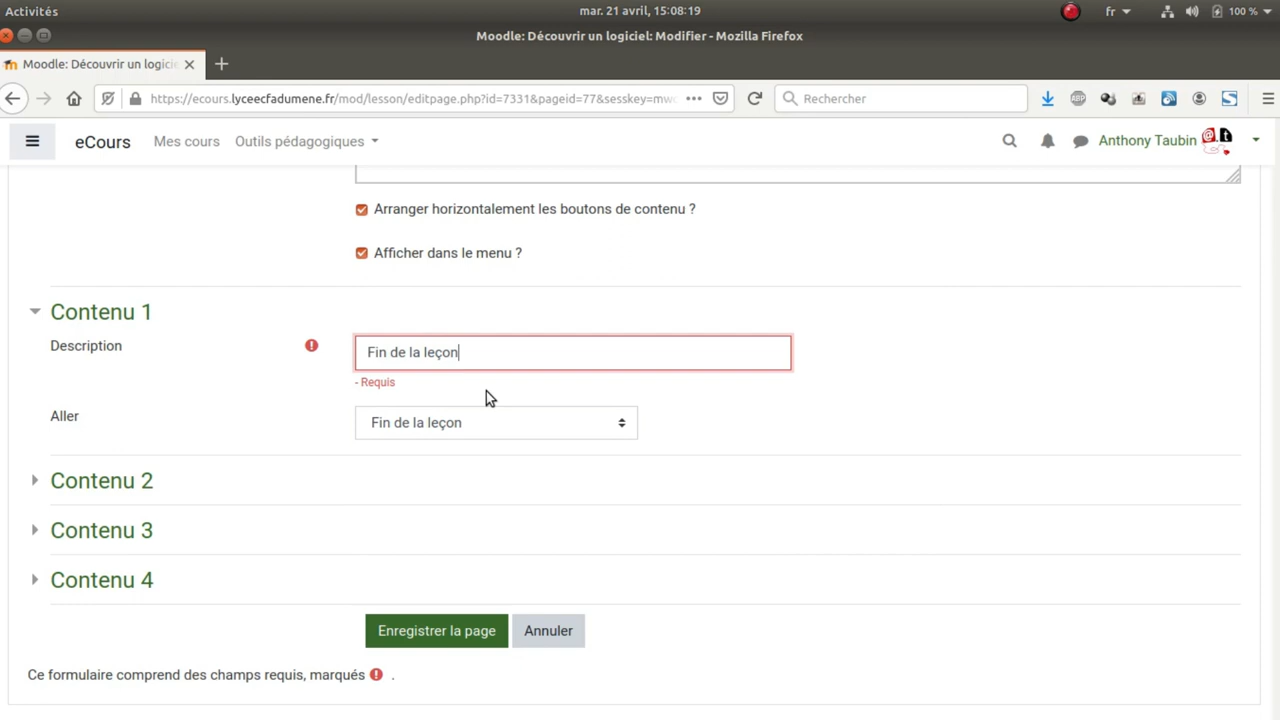 Activités
mar. 21 avril, 15:08:19
fr
100 %
Moodle: Découvrir un logiciel: Modifier - Mozilla Firefox
Moodle: Découvrir un logicie
https://ecours.lyceecfadumene.fr/mod/lesson/editpage.php?id=7331&pageid=77&sesskey=mw
Rechercher
ABP
eCours
Mes cours
Outils pédagogiques
Anthony Taubin
Arranger horizontalement les boutons de contenu ?
Afficher dans le menu ?
Contenu 1
Description
Fin de la leçon
- Requis
Aller
Fin de la leçon
Contenu 2
Contenu 3
Contenu 4
Enregistrer la page
Annuler
Ce formulaire comprend des champs requis, marqués .